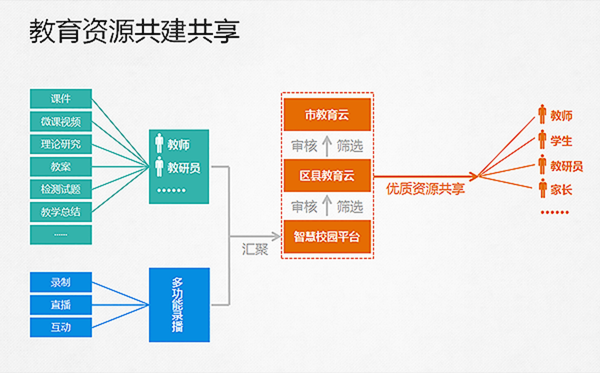 教育资源共建共享
课件
微课视频
理论研究
教案
检测试题
教学总结
......
教师
教研员
......
录制
直播
互动
多功能录播
汇聚
市教育云
审核 筛选
区县教育云
审核 筛选
智慧校园平台
优质资源共享
教师
学生
教研员
家长
......